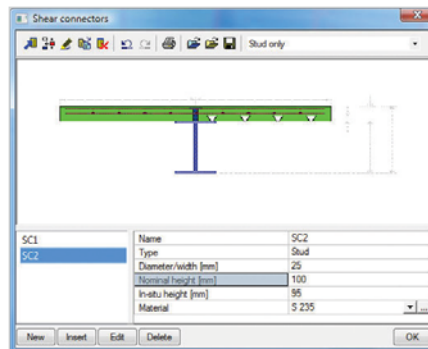 Shear connectors
Stud only
SC1
SC2
Name SC2
Type Stud
Diameter/width [mm] 25
Nominal height [mm] 100
In-situ height [mm] 95
Material S 235 ...
New Insert Edit Delete OK